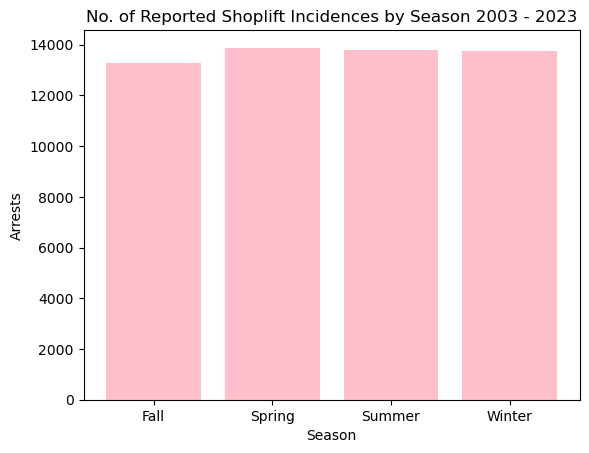 No. of Reported Shoplift Incidences by Season 2003 - 2023
14000
12000
10000
8000
6000
4000
2000
0
Arrests
Fall Spring Summer Winter
Season